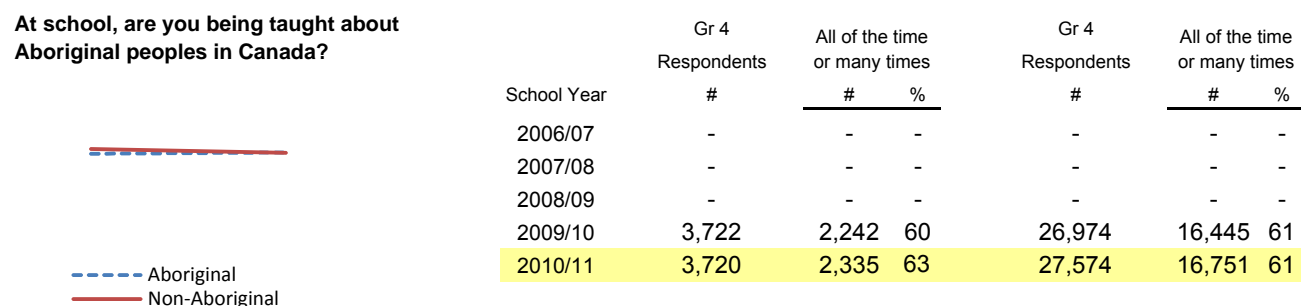 At school, are you being taught about
Aboriginal peoples in Canada?
Gr 4 All of the time Gr 4 All of the time
Respondents or many times Respondents or many times
School Year # # % # # %
2006/07 - - - - - -
2007/08 - - - - - -
2008/09 - - - - - -
2009/10 3,722 2,242 60 26,974 16,445 61
2010/11 3,720 2,335 63 27,574 16,751 61
Aboriginal
Non-Aboriginal